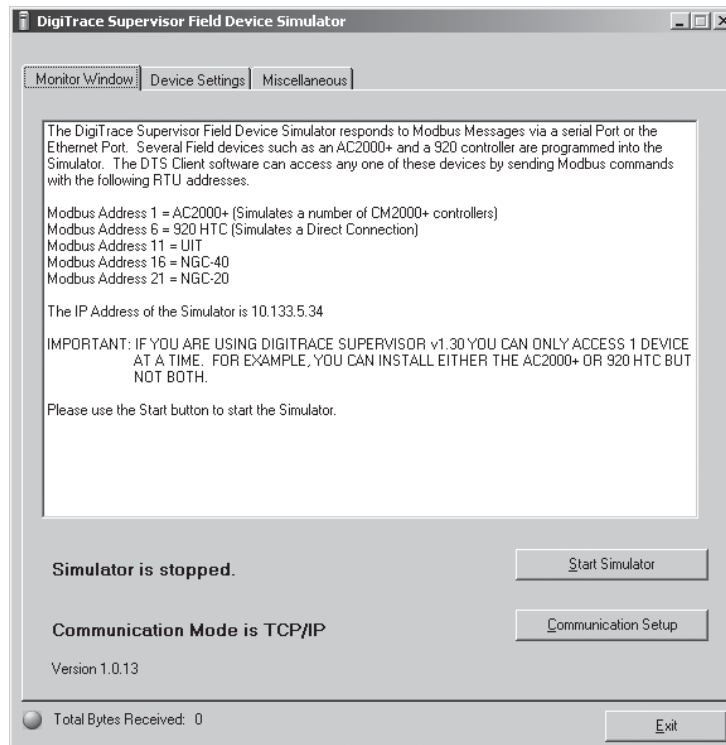 DigiTrace Supervisor Field Device Simulator
Monitor Window Device Settings Miscellaneous
The DigiTrace Supervisor Field Device Simulator responds to Modbus Messages via a serial Port or the
Ethernet Port. Several Field devices such as an AC2000+ and a 920 controller are programmed into the
Simulator. The DTS Client software can access any one of these devices by sending Modbus commands
with the following RTU addresses.
Modbus Address 1 = AC2000+ (Simulates a number of CM2000+ controllers)
Modbus Address 6 = 920 HTC (Simulates a Direct Connection)
Modbus Address 11 = UIT
Modbus Address 16 = NGC-40
Modbus Address 21 = NGC-20
The IP Address of the Simulator is 10.133.5.34
IMPORTANT: IF YOU ARE USING DIGITRACE SUPERVISOR v1.30 YOU CAN ONLY ACCESS 1 DEVICE
AT A TIME. FOR EXAMPLE, YOU CAN INSTALL EITHER THE AC2000+ OR 920 HTC BUT
NOT BOTH.
Please use the Start button to start the Simulator.
Simulator is stopped.
Start Simulator
Communication Mode is TCP/IP
Communication Setup
Version 1.0.13
Total Bytes Received: 0
Exit